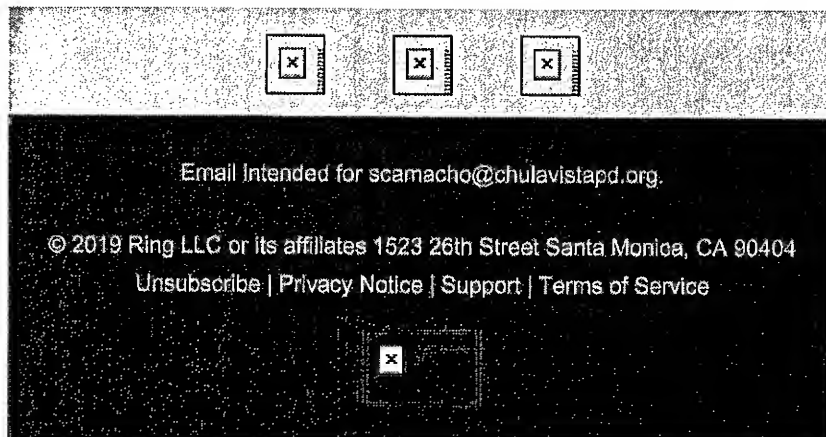 Email Intended for scamacho@chulavistapd.org.
© 2019 Ring LLC or its affiliates 1523 26th Street Santa Monica, CA 90404
Unsubscribe | Privacy Notice | Support | Terms of Service